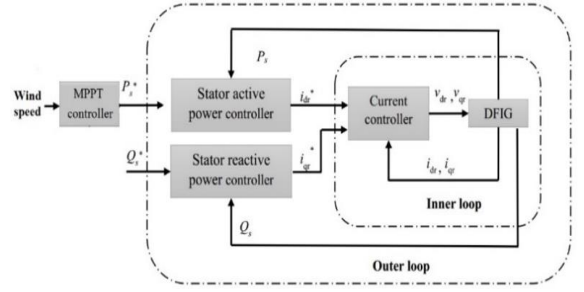 P_s
Wind
speed
MPPT
controller
P_s*
Stator active
power controller
i_dr*
Current
controller
v_dr, v_qr
DFIG
Q_s*
Stator reactive
power controller
i_qr*
i_dr, i_qr
Inner loop
Q_s
Outer loop